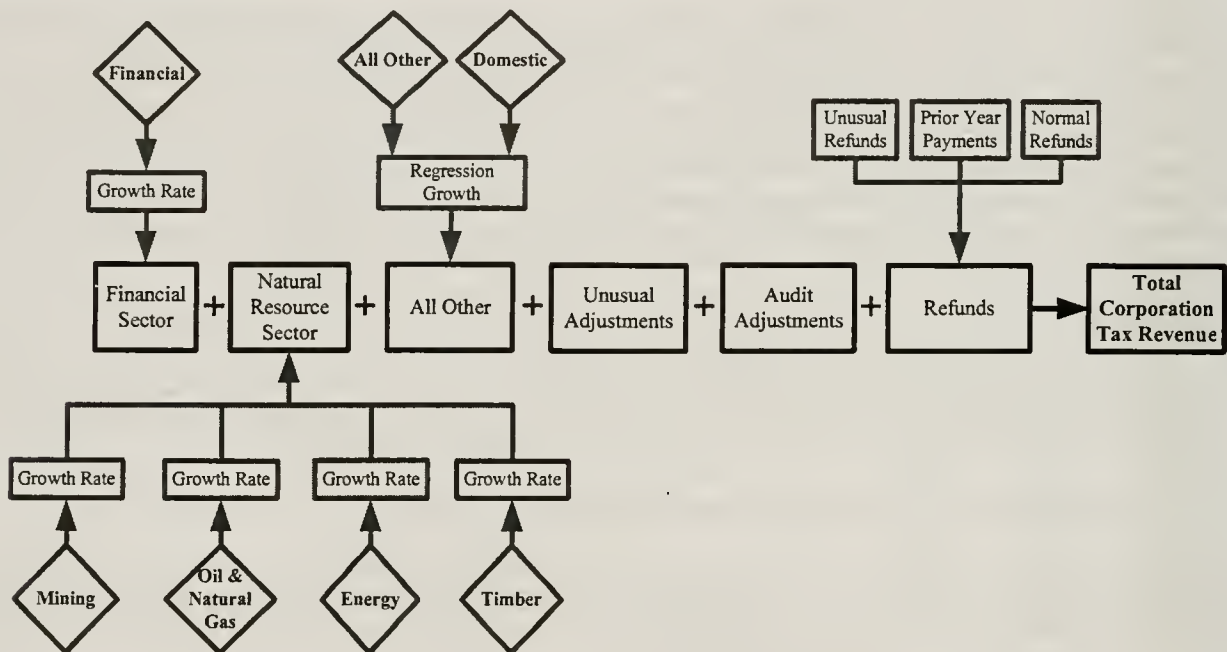 Financial
All Other
Domestic
Unusual
Refunds
Prior Year
Payments
Normal
Refunds
Growth Rate
Regression
Growth
Financial
Sector
+
Natural
Resource
Sector
+
All Other
+
Unusual
Adjustments
+
Audit
Adjustments
+
Refunds
Total
Corporation
Tax Revenue
Growth Rate
Growth Rate
Growth Rate
Growth Rate
Mining
Oil &
Natural
Gas
Energy
Timber